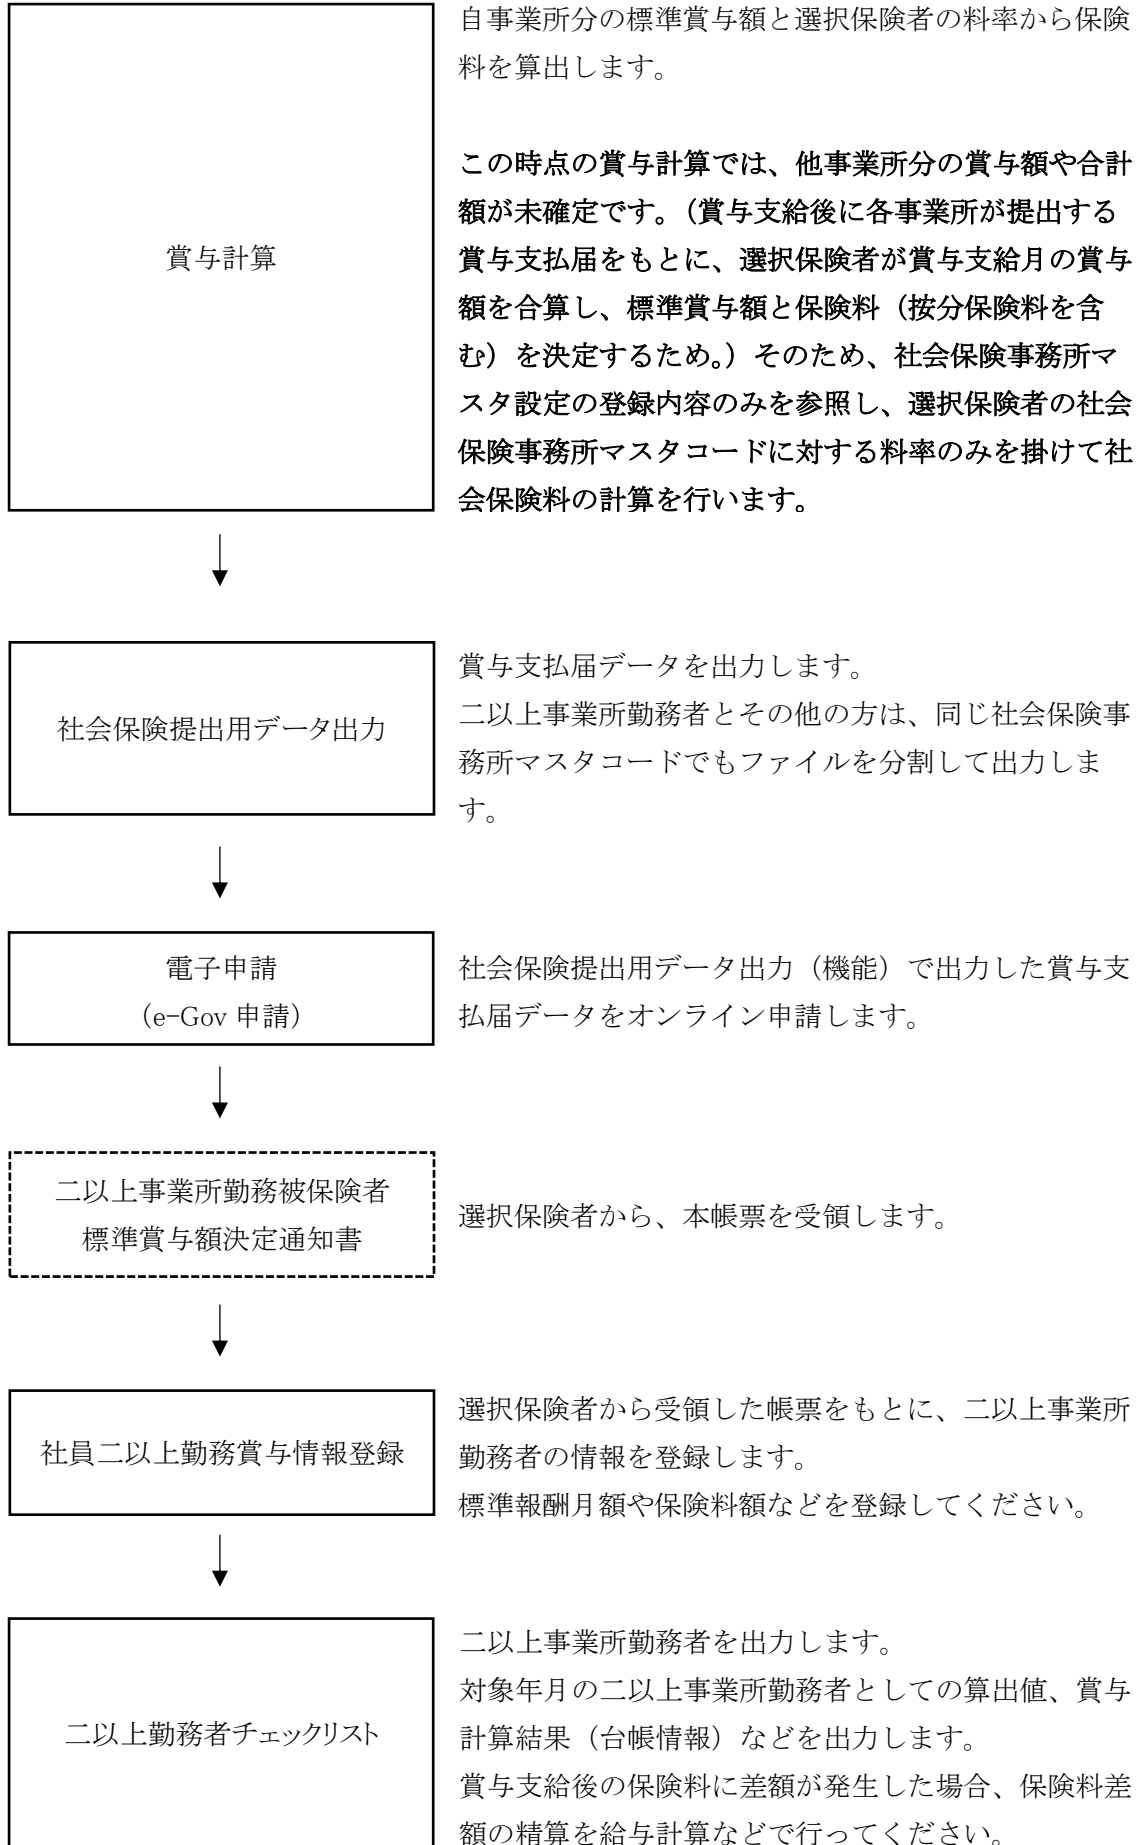 自事業所分の標準賞与額と選択保険者の料率から保険
料を算出します。
この時点の賞与計算では、他事業所分の賞与額や合計
額が未確定です。（賞与支給後に各事業所が提出する
賞与支払届をもとに、選択保険者が賞与支給月の賞与
額を合算し、標準賞与額と保険料（按分保険料を含
む）を決定するため。）そのため、社会保険事務所マ
スタ設定の登録内容のみを参照し、選択保険者の社会
保険事務所マスタコードに対する料率のみを掛けて社
会保険料の計算を行います。
賞与計算
社会保険提出用データ出力
賞与支払届データを出力します。
二以上事業所勤務者とその他の方は、同じ社会保険事
務所マスタコードでもファイルを分割して出力しま
す。
電子申請
（e-Gov 申請）
社会保険提出用データ出力（機能）で出力した賞与支
払届データをオンライン申請します。
二以上事業所勤務被保険者
標準賞与額決定通知書
選択保険者から、本帳票を受領します。
社員二以上勤務賞与情報登録
選択保険者から受領した帳票をもとに、二以上事業所
勤務者の情報を登録します。
標準報酬月額や保険料額などを登録してください。
二以上勤務者チェックリスト
二以上事業所勤務者を出力します。
対象年月の二以上事業所勤務者としての算出値、賞与
計算結果（台帳情報）などを出力します。
賞与支給後の保険料に差額が発生した場合、保険料差
額の精算を給与計算などで行ってください。